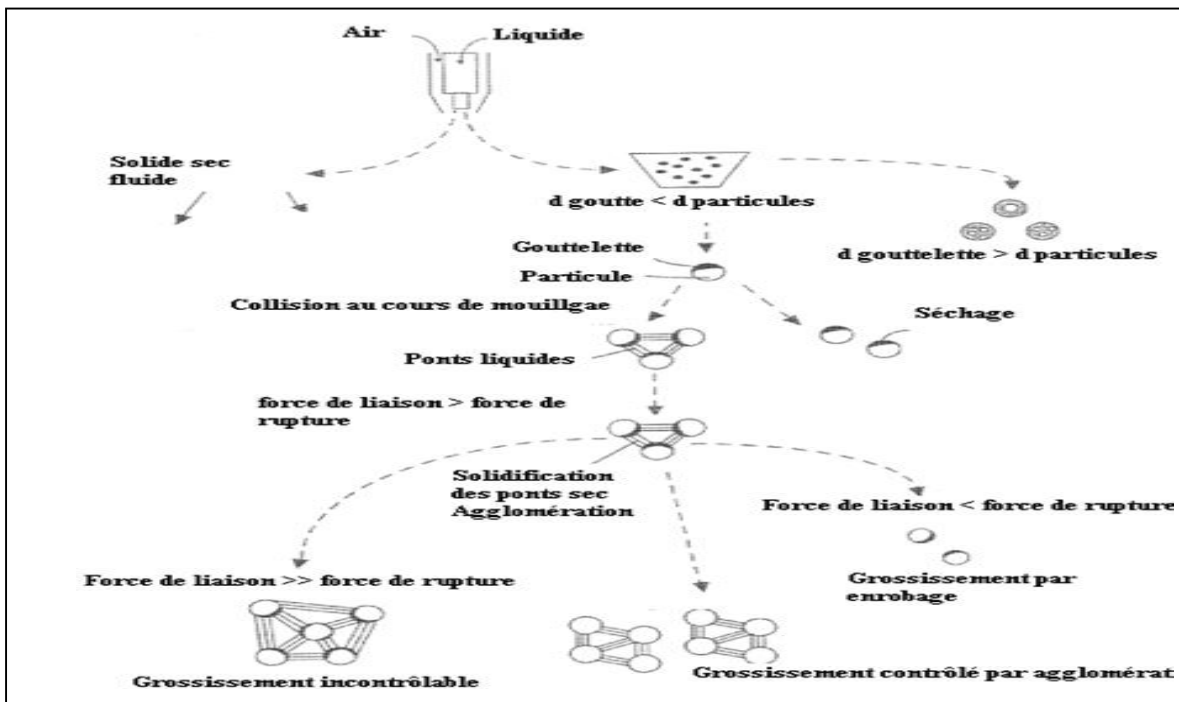 Air
Liquide
Solide sec
fluide
d goutte < d particules
d gouttelette > d particules
Gouttelette
Particule
Collision au cours de mouillgae
Séchage
Ponts liquides
force de liaison > force de
rupture
Solidification
des ponts sec
Agglomération
Force de liaison < force de rupture
Force de liaison >> force de rupture
Grossissement par
enrobage
Grossissement incontrôlable
Grossissement contrôlé par agglomérat